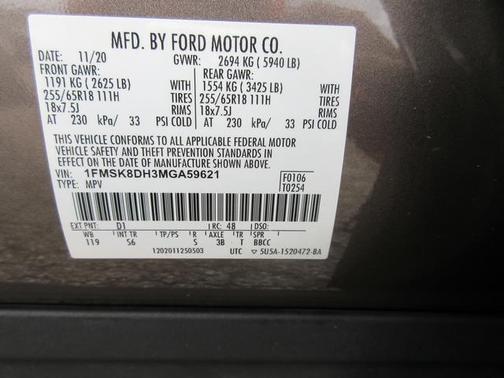 MFD. BY FORD MOTOR CO.
DATE: 11/20 GVWR: 2694 KG ( 5940 LB)
FRONT GAWR: REAR GAWR:
1191 KG ( 2625 LB) WITH 1554 KG ( 3425 LB) WITH
255/65R18 111H TIRES 255/65R18 111H TIRES
18x7.5J RIMS 18x7.5J RIMS
AT 230 kPa/ 33 PSI COLD AT 230 kPa/ 33 PSI COLD
THIS VEHICLE CONFORMS TO ALL APPLICABLE FEDERAL MOTOR
VEHICLE SAFETY AND THEFT PREVENTION STANDARDS IN
EFFECT ON THE DATE OF MANUFACTURE SHOWN ABOVE.
VIN: 1FMSK8DH3MGA59621 F0106
TYPE: MPV T0254
EXT PNT: D1 RC: 48 DSO:
WB INT TR TP/PS R AXLE TR SPR
119 S6 S 3B T BBCC
1202011250503 UTC ▽ 5U5A-1520472-BA